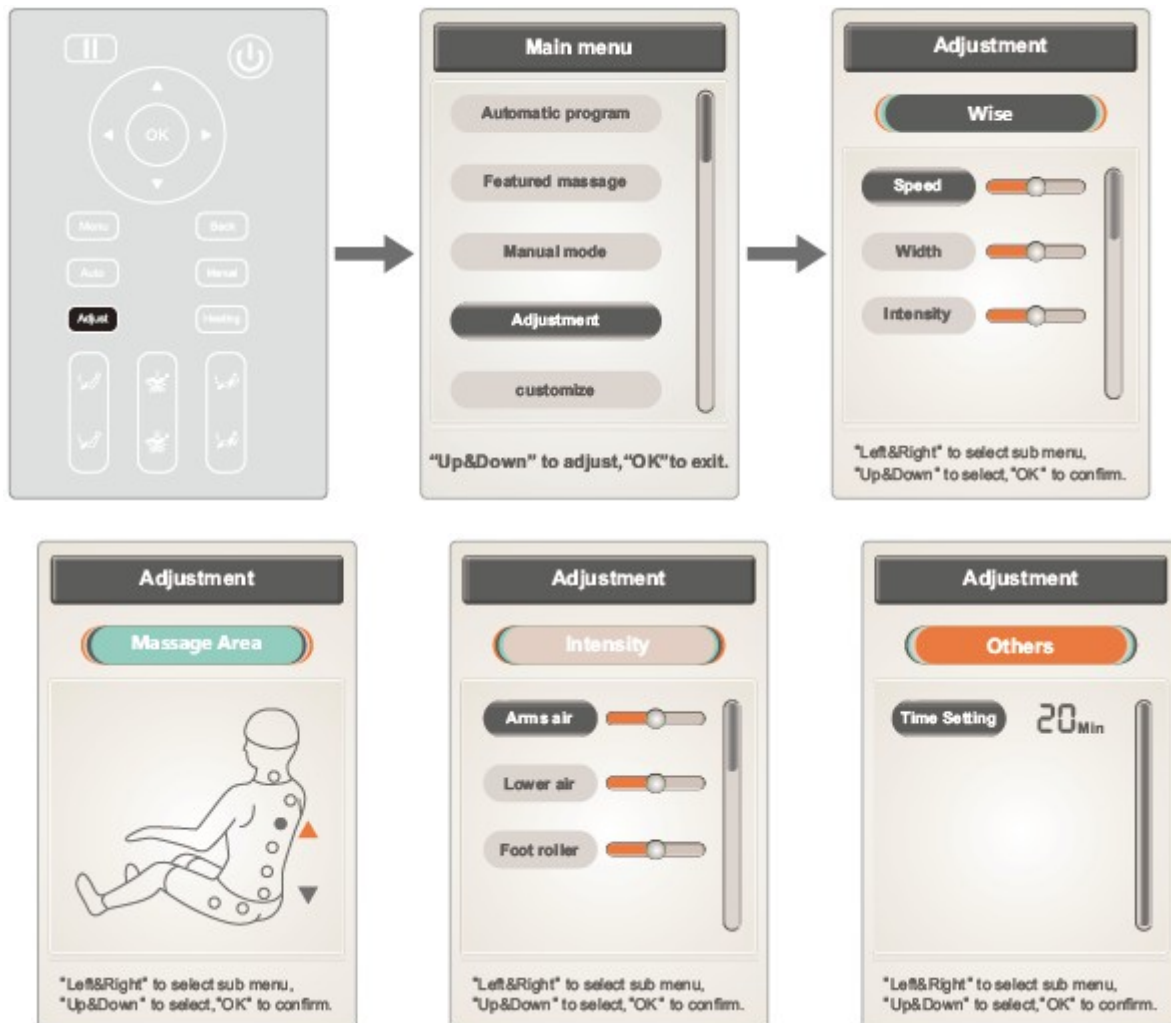 OK
Menu
Back
Auto
Manual
Adjust
Heating
Main menu
Automatic program
Featured massage
Manual mode
Adjustment
customize
“Up&Down” to adjust,“OK”to exit.
Adjustment
Wise
Speed
Width
Intensity
"Left&Right" to select sub menu,
"Up&Down" to select,"OK" to confirm.
Adjustment
Massage Area
"Left&Right" to select sub menu,
"Up&Down" to select,"OK" to confirm.
Adjustment
Intensity
Arms air
Lower air
Foot roller
"Left&Right" to select sub menu,
"Up&Down" to select,"OK" to confirm.
Adjustment
Others
Time Setting 20 Min
"Left&Right" to select sub menu,
"Up&Down" to select,"OK" to confirm.